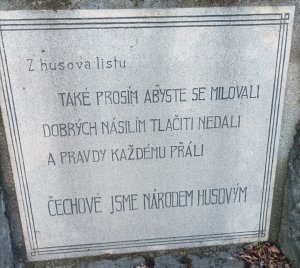 Z husova listu
TAKÉ PROSÍM ABYSTE SE MILOVALI
DOBRÝCH NÁSILÍM TLAČITI NEDALI
A PRAVDY KAŽDÉMU PŘÁLI
ČECHOVÉ JSME NÁRODEM HUSOVÝM